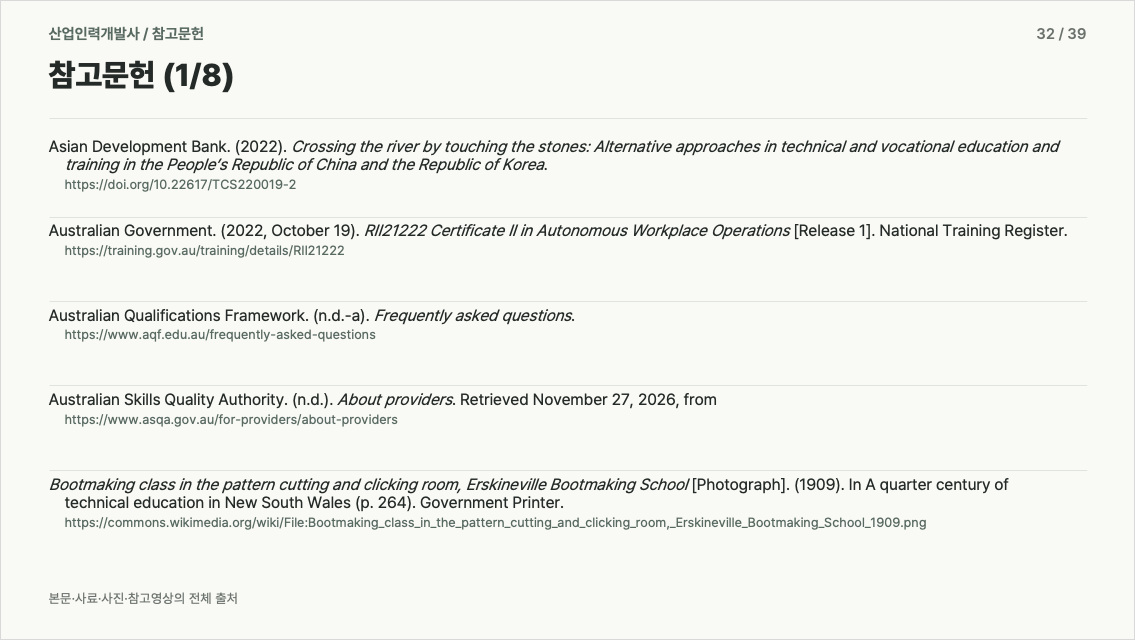 산업인력개발사 / 참고문헌
32 / 39
참고문헌 (1/8)
Asian Development Bank. (2022). Crossing the river by touching the stones: Alternative approaches in technical and vocational education and
training in the People’s Republic of China and the Republic of Korea.
https://doi.org/10.22617/TCS220019-2
Australian Government. (2022, October 19). RII21222 Certificate II in Autonomous Workplace Operations [Release 1]. National Training Register.
https://training.gov.au/training/details/RII21222
Australian Qualifications Framework. (n.d.-a). Frequently asked questions.
https://www.aqf.edu.au/frequently-asked-questions
Australian Skills Quality Authority. (n.d.). About providers. Retrieved November 27, 2026, from
https://www.asqa.gov.au/for-providers/about-providers
Bootmaking class in the pattern cutting and clicking room, Erskineville Bootmaking School [Photograph]. (1909). In A quarter century of
technical education in New South Wales (p. 264). Government Printer.
https://commons.wikimedia.org/wiki/File:Bootmaking_class_in_the_pattern_cutting_and_clicking_room,_Erskineville_Bootmaking_School_1909.png
본문·사료·사진·참고영상의 전체 출처